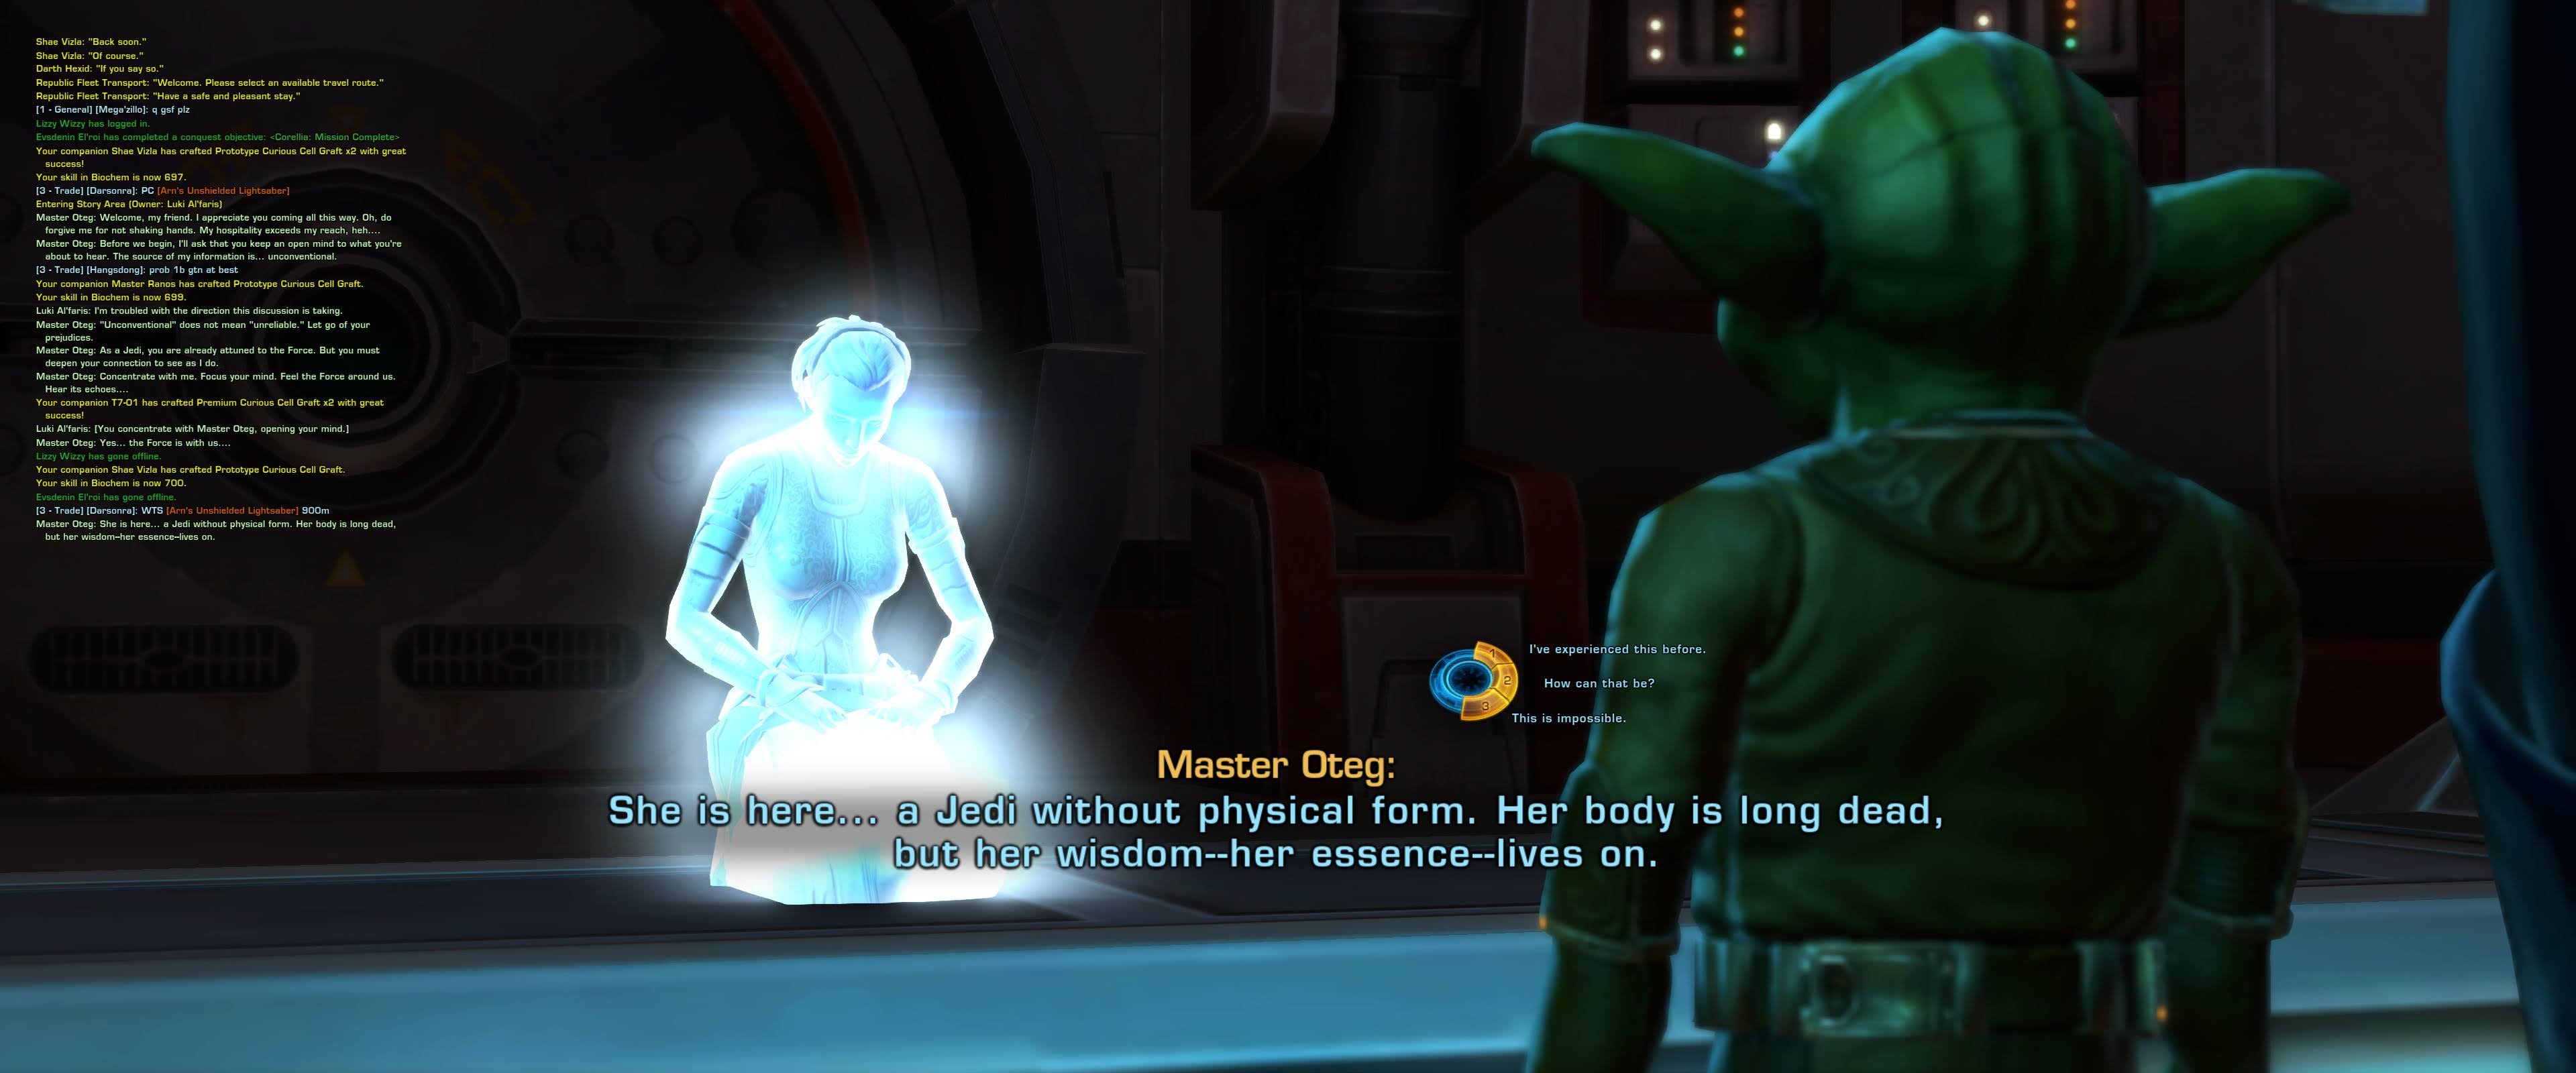 Shae Vizla: "Back soon."
Shae Vizla: "Of course."
Darth Hexid: "If you say so."
Republic Fleet Transport: "Welcome. Please select an available travel route."
Republic Fleet Transport: "Have a safe and pleasant stay."
[1 - General] [Mega'zillo]: q gsf plz
Lizzy Wizzy has logged in.
Evsdenin El'roi has completed a conquest objective: <Corellia: Mission Complete>
Your companion Shae Vizla has crafted Prototype Curious Cell Graft x2 with great
success!
Your skill in Biochem is now 697.
[3 - Trade] [Darsonra]: PC [Arn's Unshielded Lightsaber]
Entering Story Area (Owner: Luki Al'faris)
Master Oteg: Welcome, my friend. I appreciate you coming all this way. Oh, do
forgive me for not shaking hands. My hospitality exceeds my reach, heh....
Master Oteg: Before we begin, I'll ask that you keep an open mind to what you're
about to hear. The source of my information is... unconventional.
[3 - Trade] [Hangsdong]: prob 1b gtn at best
Your companion Master Ranos has crafted Prototype Curious Cell Graft.
Your skill in Biochem is now 699.
Luki Al'faris: I'm troubled with the direction this discussion is taking.
Master Oteg: "Unconventional" does not mean "unreliable." Let go of your
prejudices.
Master Oteg: As a Jedi, you are already attuned to the Force. But you must
deepen your connection to see as I do.
Master Oteg: Concentrate with me. Focus your mind. Feel the Force around us.
Hear its echoes....
Your companion T7-O1 has crafted Premium Curious Cell Graft x2 with great
success!
Luki Al'faris: [You concentrate with Master Oteg, opening your mind.]
Master Oteg: Yes... the Force is with us....
Lizzy Wizzy has gone offline.
Your companion Shae Vizla has crafted Prototype Curious Cell Graft.
Your skill in Biochem is now 700.
Evsdenin El'roi has gone offline.
[3 - Trade] [Darsonra]: WTS [Arn's Unshielded Lightsaber] 900m
Master Oteg: She is here... a Jedi without physical form. Her body is long dead,
but her wisdom--her essence--lives on.
1 I've experienced this before.
2 How can that be?
3 This is impossible.
Master Oteg:
She is here... a Jedi without physical form. Her body is long dead,
but her wisdom--her essence--lives on.